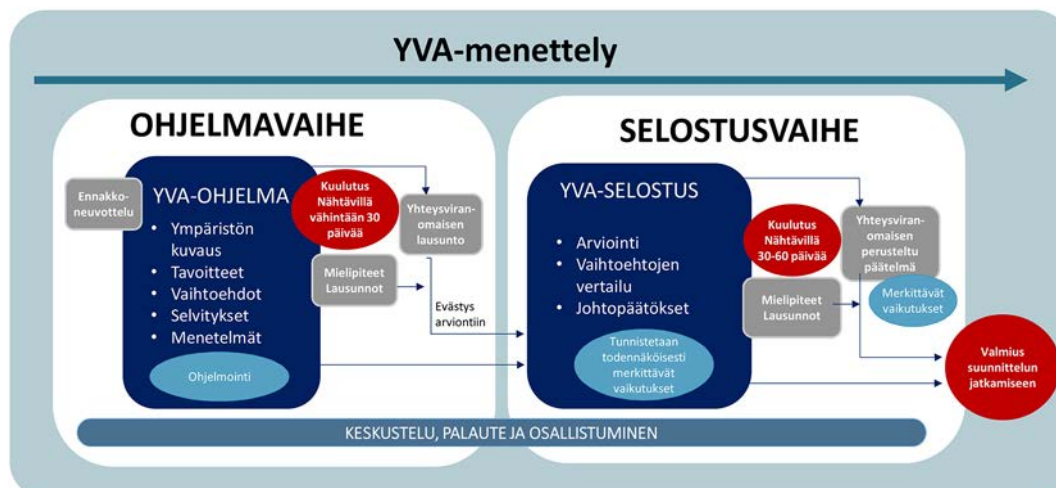 YVA-menettely
OHJELMAVAIHE
Ennakko-
neuvottelu
YVA-OHJELMA
• Ympäristön
kuvaus
• Tavoitteet
• Vaihtoehdot
• Selvitykset
• Menetelmät
Ohjelmointi
Kuulutus
Nähtävillä
vähintään 30
päivää
Mielipiteet
Lausunnot
Yhteysviran-
omaisen
lausunto
Evästys
arviontiin
SELOSTUSVAIHE
YVA-SELOSTUS
• Arviointi
• Vaihtoehtojen
vertailu
• Johtopäätökset
Tunnistetaan
todennäköisesti
merkittävät
vaikutukset
Kuulutus
Nähtävillä
30-60 päivää
Mielipiteet
Lausunnot
Yhteysviran-
omaisen
perusteltu
päätelmä
Merkittävät
vaikutukset
Valmius
suunnittelun
jatkamiseen
KESKUSTELU, PALAUTE JA OSALLISTUMINEN